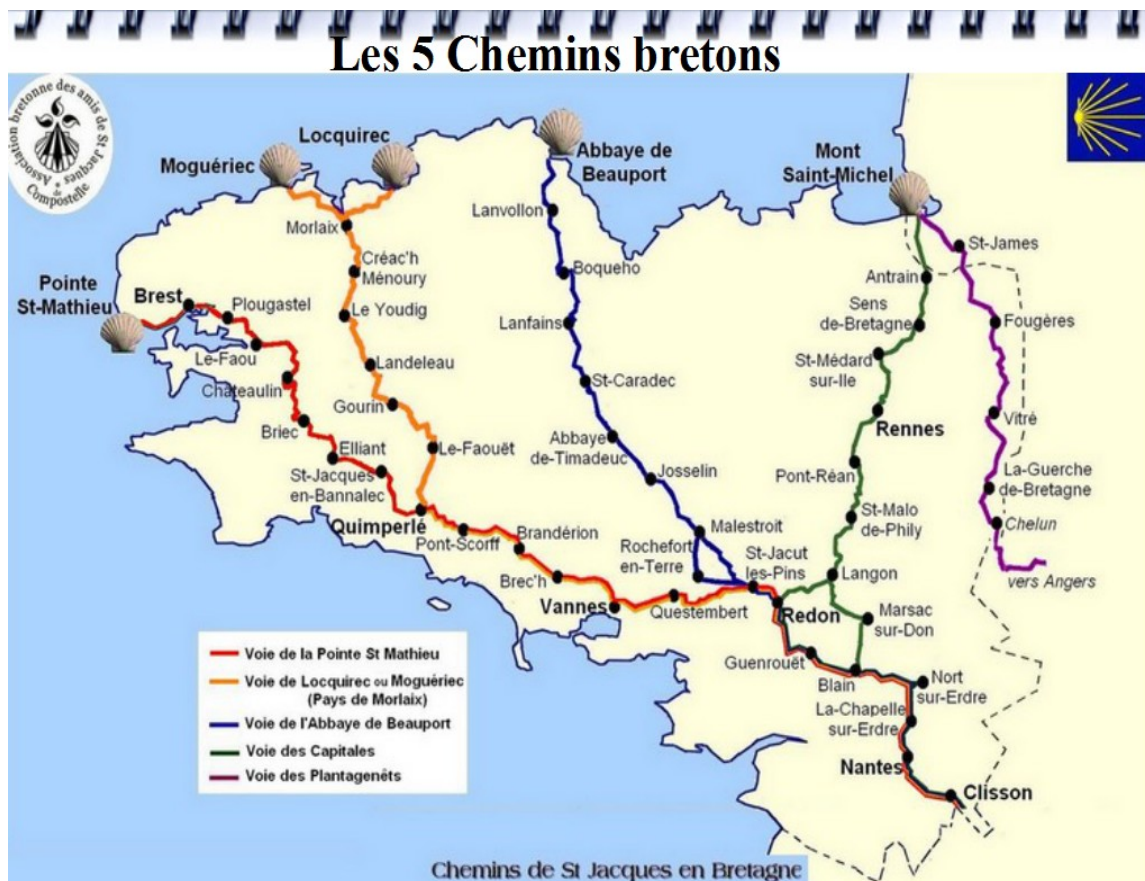 Les 5 Chemins bretons
Association bretonne des amis de St Jacques
de
Compostelle
Locquirec
Moguériec
Abbaye de
Beauport
Mont
Saint-Michel
Lanvollon
Morlaix
St-James
Créac'h
Ménoury
Boqueho
Antrain
Pointe
St-Mathieu
Brest
Plougastel
Le Youdig
Lanfains
Sens
de-Bretagne
Fougères
Le-Faou
Landeleau
St-Médard
sur-Ile
Châteaulin
St-Caradec
Gourin
Rennes
Vitré
Briec
Elliant
Le-Faouët
Abbaye
de-Timadeuc
St-Jacques
en-Bannalec
Josselin
Pont-Réan
La-Guerche
de-Bretagne
Quimperlé
Pont-Scorff
Brandérion
Malestroit
St-Malo
de-Phily
Chelun
Rochefort
en-Terre
St-Jacut
les-Pins
Brec'h
Langon
vers Angers
Vannes
Questembert
Redon
Marsac
sur-Don
Guenrouët
Blain
Nort
sur-Erdre
La-Chapelle
sur-Erdre
Nantes
Clisson
Voie de la Pointe St Mathieu
Voie de Locquirec ou Moguériec
(Pays de Morlaix)
Voie de l'Abbaye de Beauport
Voie des Capitales
Voie des Plantagenêts
Chemins de St Jacques en Bretagne